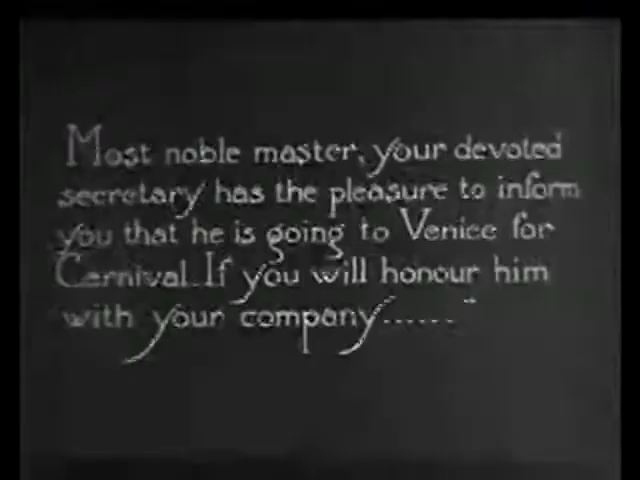 Most noble master, your devoted
secretary has the pleasure to inform
you that he is going to Venice for
Carnival. If you will honour him
with your company......"